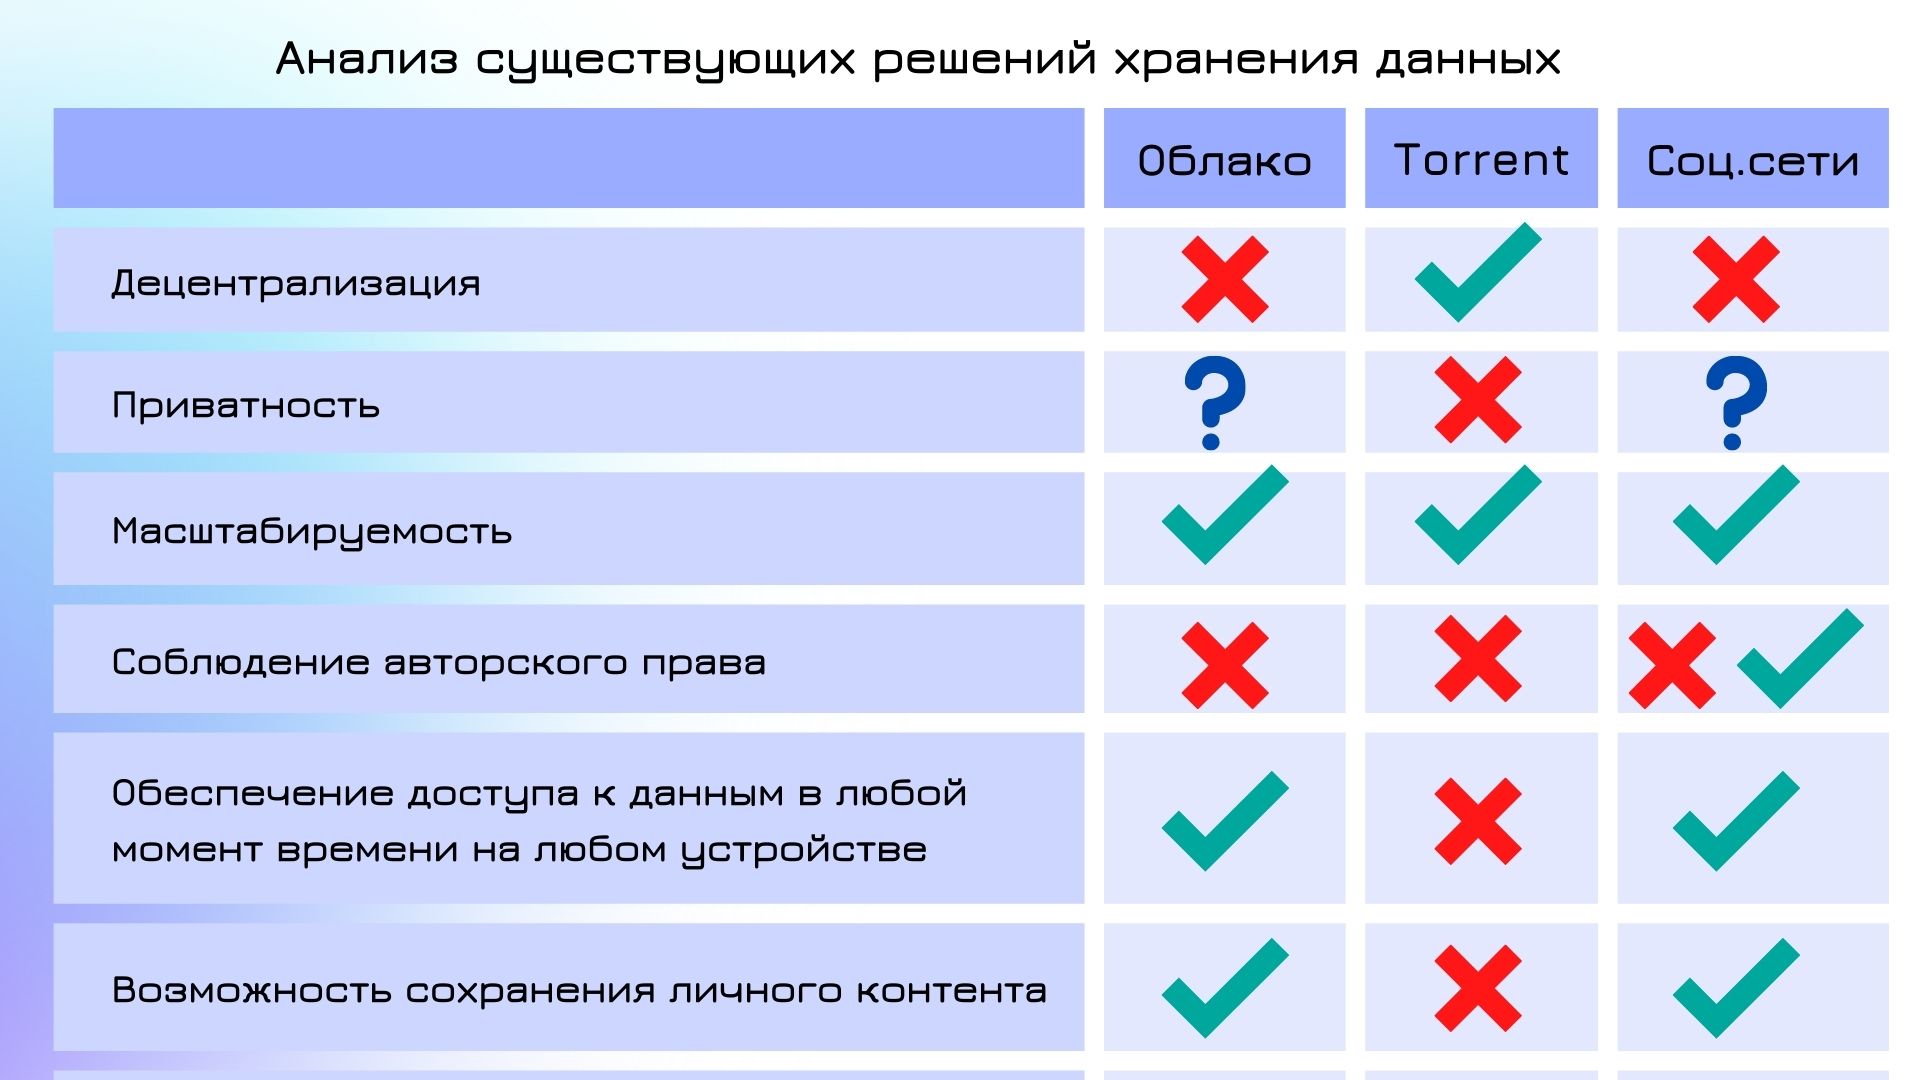 Анализ существующих решений хранения данных
Облако Torrent Соц.сети
Децентрализация
Приватность
Масштабируемость
Соблюдение авторского права
Обеспечение доступа к данным в любой
момент времени на любом устройстве
Возможность сохранения личного контента